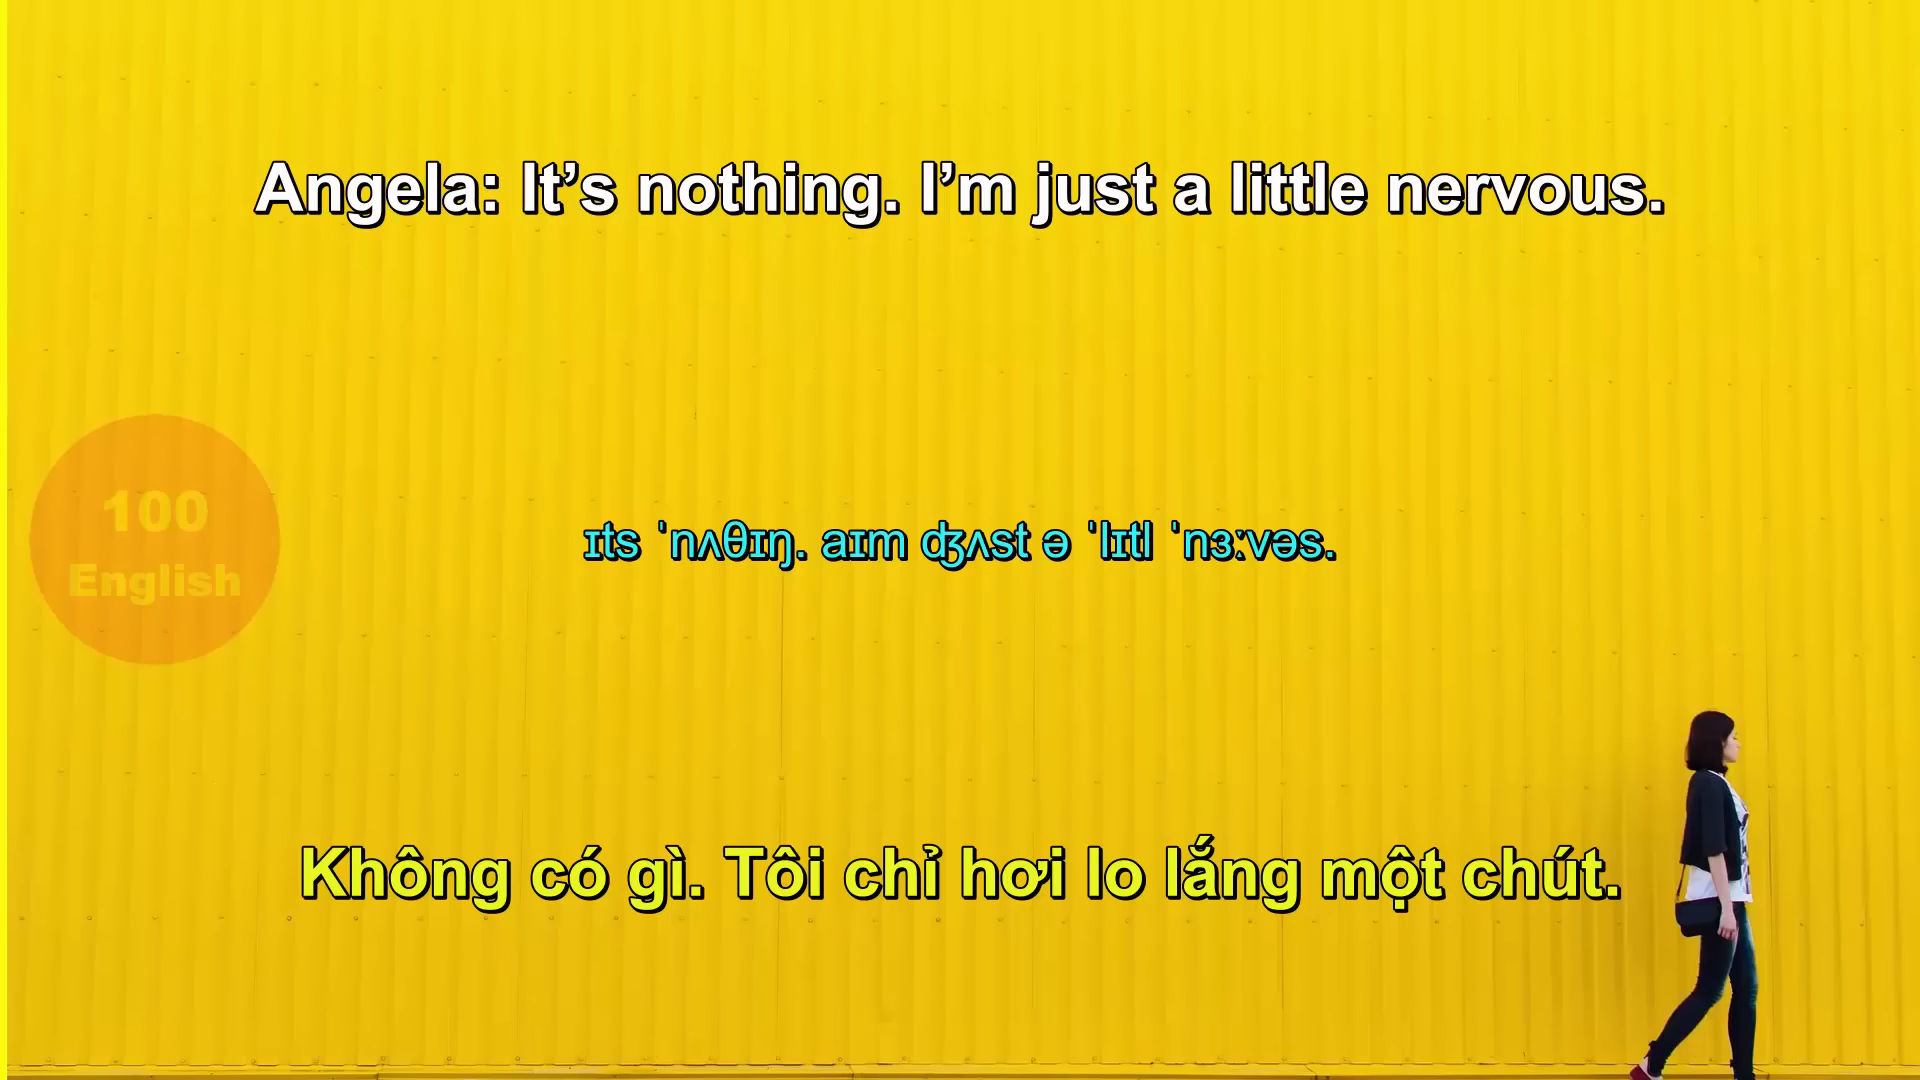 Angela: It’s nothing. I’m just a little nervous.
100
English
ɪts ˈnʌθɪŋ. aɪm ʤʌst ə ˈlɪtl ˈnɜːvəs.
Không có gì. Tôi chỉ hơi lo lắng một chút.